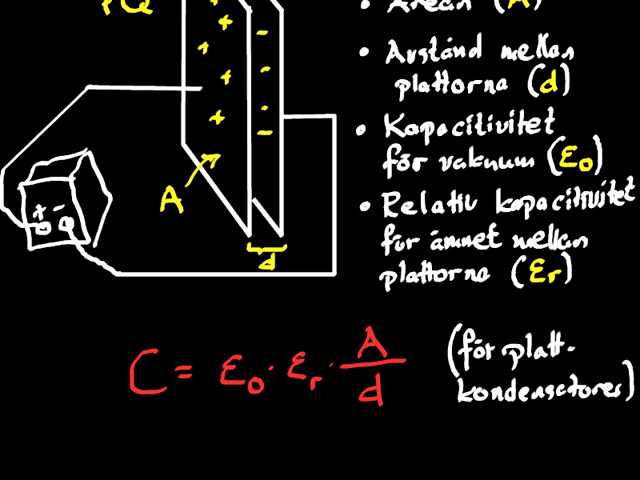 +Q
• Arean (A)
• Avstånd mellan
plattorna (d)
• Kapacitivitet
för vakuum (ε₀)
• Relativ kapacitivitet
för ämnet mellan
plattorna (εᵣ)
A
+ -
d
C = ε₀ · εᵣ · A/d
(för platt-
kondensatorer)